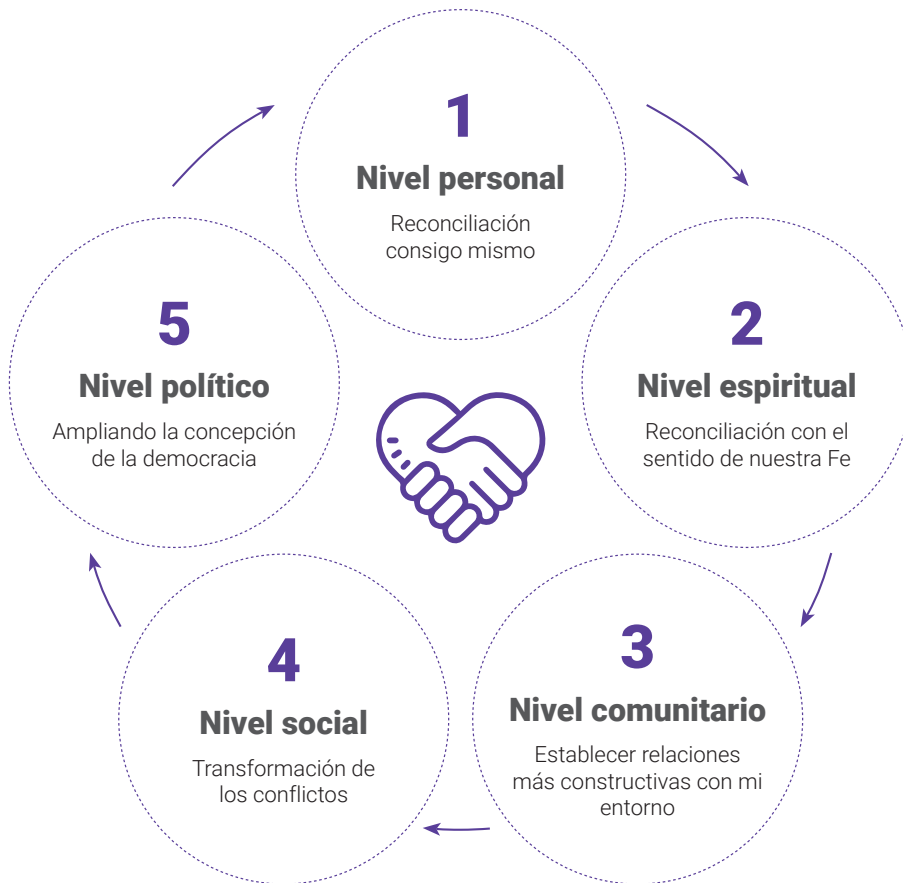 1
Nivel personal
Reconciliación
consigo mismo
2
Nivel espiritual
Reconciliación con el
sentido de nuestra Fe
3
Nivel comunitario
Establecer relaciones
más constructivas con mi
entorno
4
Nivel social
Transformación de
los conflictos
5
Nivel político
Ampliando la concepción
de la democracia